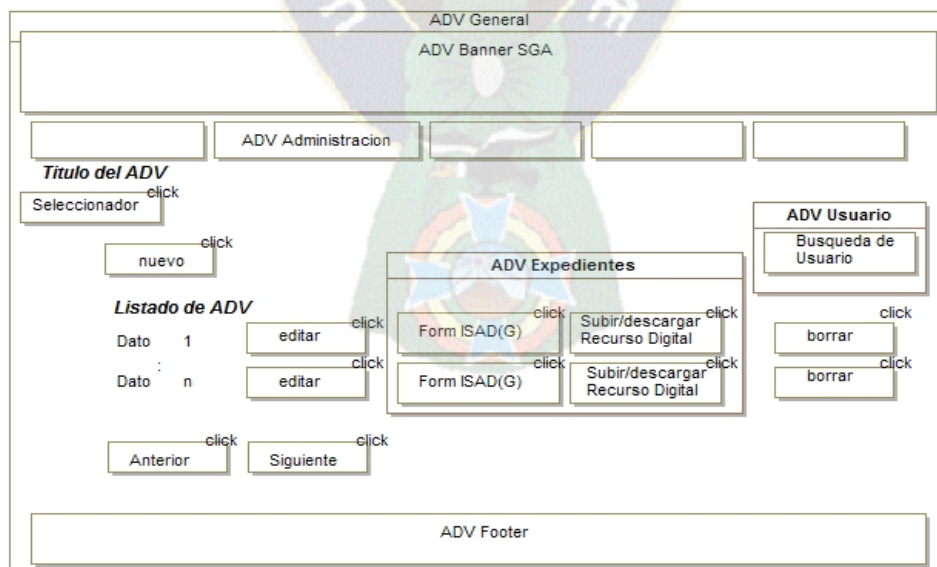 ADV General
ADV Banner SGA
ADV Administracion
Titulo del ADV
click
Seleccionador
ADV Usuario
Busqueda de
Usuario
click
nuevo
ADV Expedientes
Listado de ADV
Dato 1
click
editar
click
Form ISAD(G)
click
Subir/descargar
Recurso Digital
click
borrar
:
Dato n
click
editar
click
Form ISAD(G)
click
Subir/descargar
Recurso Digital
click
borrar
click
Anterior
click
Siguiente
ADV Footer